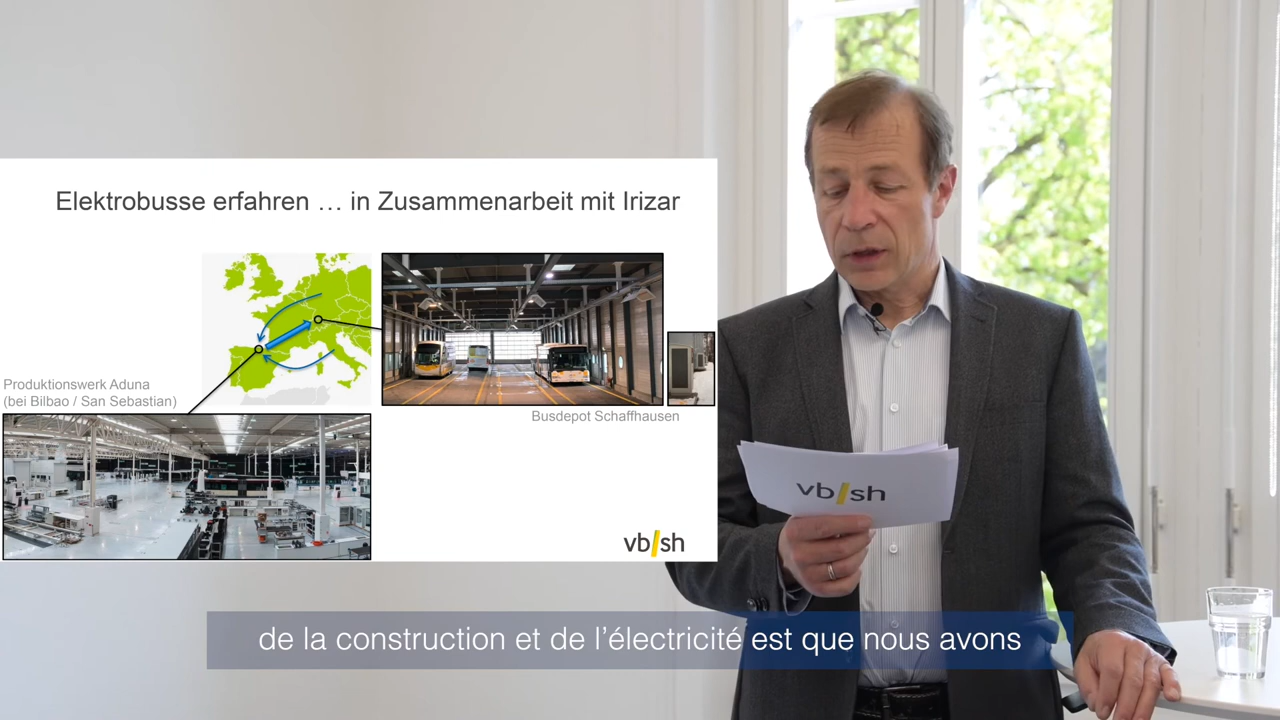 Elektrobusse erfahren … in Zusammenarbeit mit Irizar
Produktionswerk Aduna
(bei Bilbao / San Sebastian)
Busdepot Schaffhausen
vb/sh
vb/sh
de la construction et de l'électricité est que nous avons